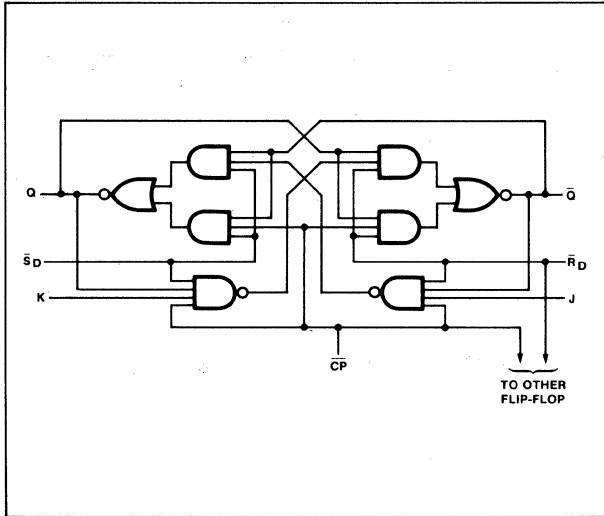 Q
Q̅
S̅D
R̅D
K
J
C̅P̅
TO OTHER
FLIP-FLOP